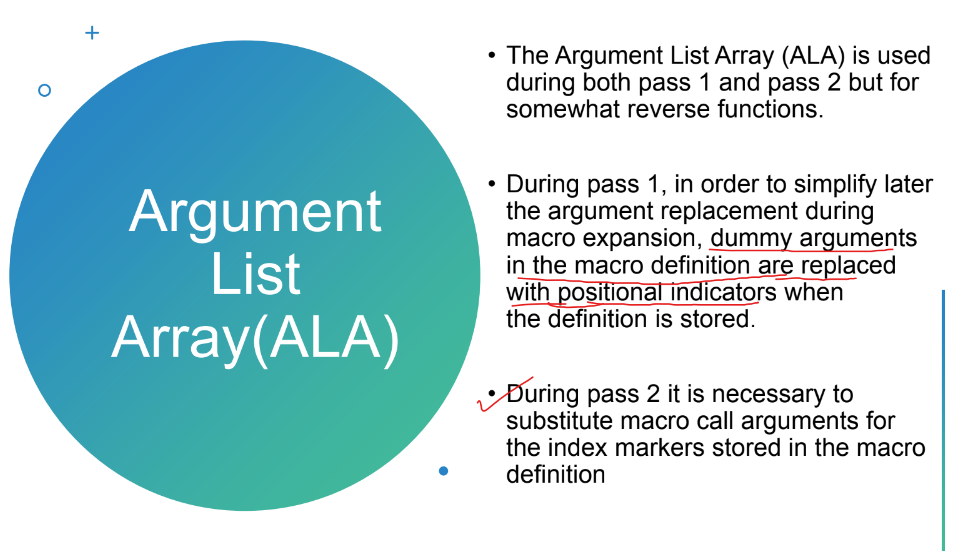 Argument
List
Array(ALA)
• The Argument List Array (ALA) is used
during both pass 1 and pass 2 but for
somewhat reverse functions.
• During pass 1, in order to simplify later
the argument replacement during
macro expansion, dummy arguments
in the macro definition are replaced
with positional indicators when
the definition is stored.
• During pass 2 it is necessary to
substitute macro call arguments for
the index markers stored in the macro
definition